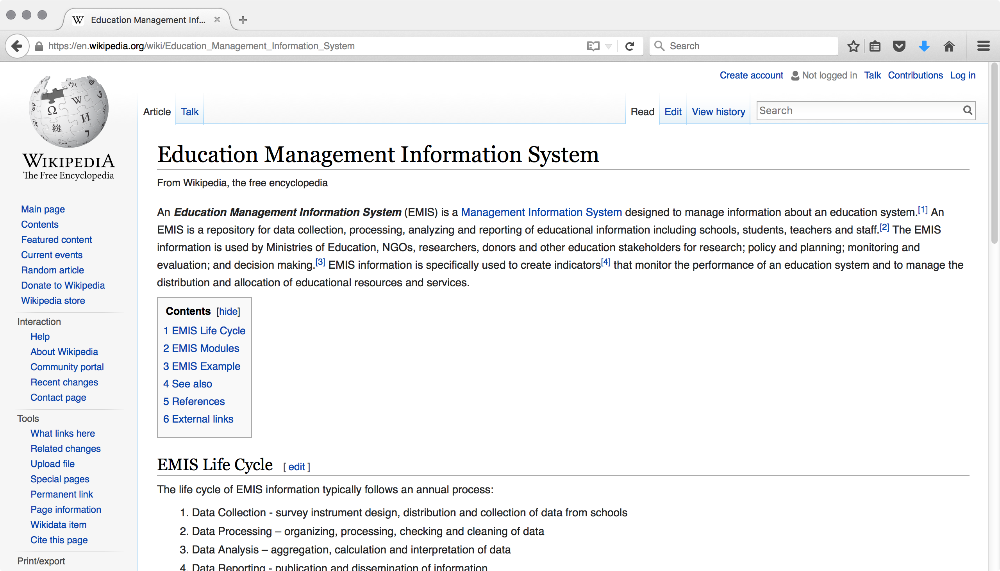 Education Management Inf...
https://en.wikipedia.org/wiki/Education_Management_Information_System
Search
Create account Not logged in Talk Contributions Log in
Article Talk
Read Edit View history Search
WIKIPEDIA
The Free Encyclopedia
Main page
Contents
Featured content
Current events
Random article
Donate to Wikipedia
Wikipedia store
Interaction
Help
About Wikipedia
Community portal
Recent changes
Contact page
Tools
What links here
Related changes
Upload file
Special pages
Permanent link
Page information
Wikidata item
Cite this page
Print/export
Education Management Information System
From Wikipedia, the free encyclopedia
An Education Management Information System (EMIS) is a Management Information System designed to manage information about an education system.[1] An
EMIS is a repository for data collection, processing, analyzing and reporting of educational information including schools, students, teachers and staff.[2] The EMIS
information is used by Ministries of Education, NGOs, researchers, donors and other education stakeholders for research; policy and planning; monitoring and
evaluation; and decision making.[3] EMIS information is specifically used to create indicators[4] that monitor the performance of an education system and to manage the
distribution and allocation of educational resources and services.
Contents [hide]
1 EMIS Life Cycle
2 EMIS Modules
3 EMIS Example
4 See also
5 References
6 External links
EMIS Life Cycle [ edit ]
The life cycle of EMIS information typically follows an annual process:
1. Data Collection - survey instrument design, distribution and collection of data from schools
2. Data Processing – organizing, processing, checking and cleaning of data
3. Data Analysis – aggregation, calculation and interpretation of data
4. Data Reporting - publication and dissemination of information